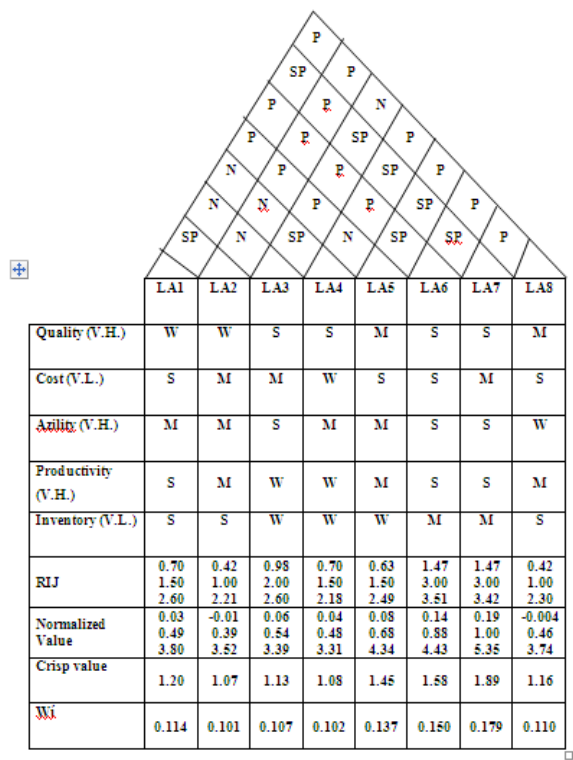 P
SP P
P P N
P P SP P
N P P SP P
N N P P SP P
SP N SP N SP SP P
LA1 LA2 LA3 LA4 LA5 LA6 LA7 LA8
Quality (V.H.) W W S S M S S M
Cost (V.L.) S M M W S S M S
Azility (V.H.) M M S M M S S W
Productivity
(V.H.) S M W W M S S M
Inventory (V.L.) S S W W W M M S
0.70 0.42 0.98 0.70 0.63 1.47 1.47 0.42
RIJ 1.50 1.00 2.00 1.50 1.50 3.00 3.00 1.00
2.60 2.21 2.60 2.18 2.49 3.51 3.42 2.30
0.03 -0.01 0.06 0.04 0.08 0.14 0.19 -0.004
Normalized 0.49 0.39 0.54 0.48 0.68 0.88 1.00 0.46
Value 3.80 3.52 3.39 3.31 4.34 4.43 5.35 3.74
Crisp value
1.20 1.07 1.13 1.08 1.45 1.58 1.89 1.16
Wi
0.114 0.101 0.107 0.102 0.137 0.150 0.179 0.110